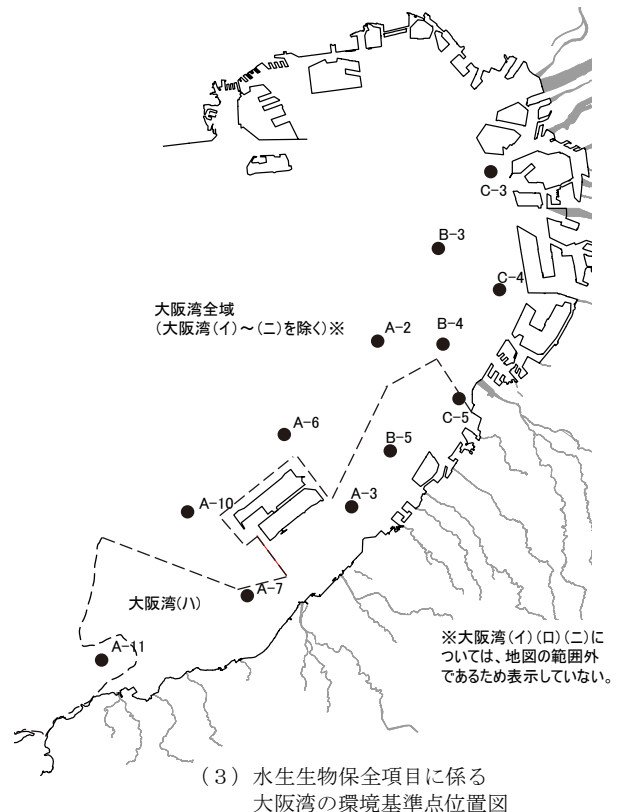 C-3
B-3
C-4
大阪湾全域
(大阪湾(イ)～(ニ)を除く)※
A-2
B-4
C-5
A-6
B-5
A-10
A-3
A-7
大阪湾(ハ)
A-11
※大阪湾(イ)(ロ)(ニ)に
ついては、地図の範囲外
であるため表示していない。
（3）水生生物保全項目に係る
大阪湾の環境基準点位置図